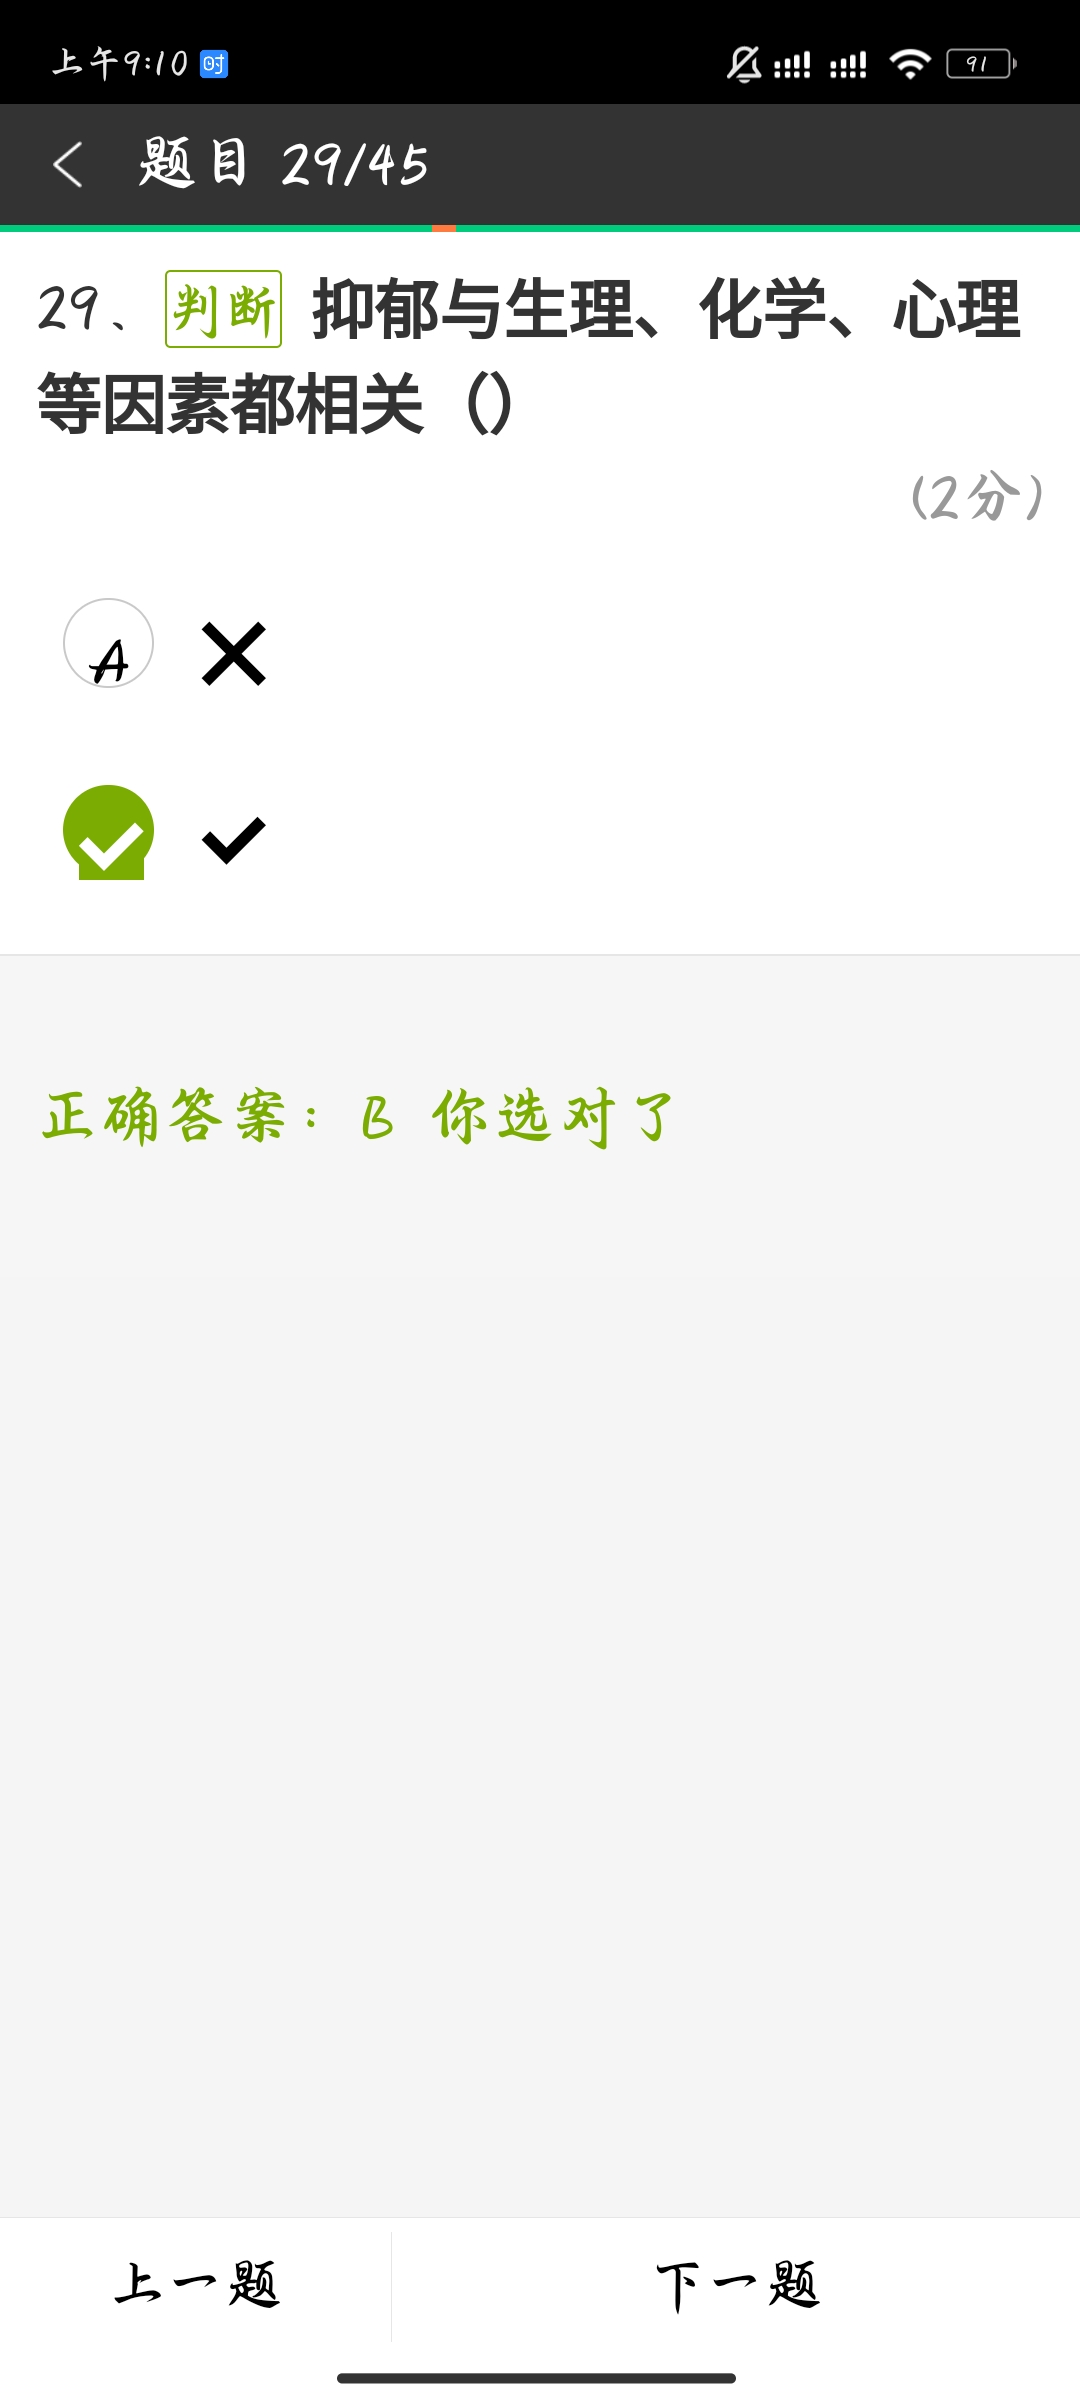 上午9:10 时 91
题目 29/45
29、 判断 抑郁与生理、化学、心理
等因素都相关（）
(2分)
A
正确答案：B 你选对了
上一题 下一题